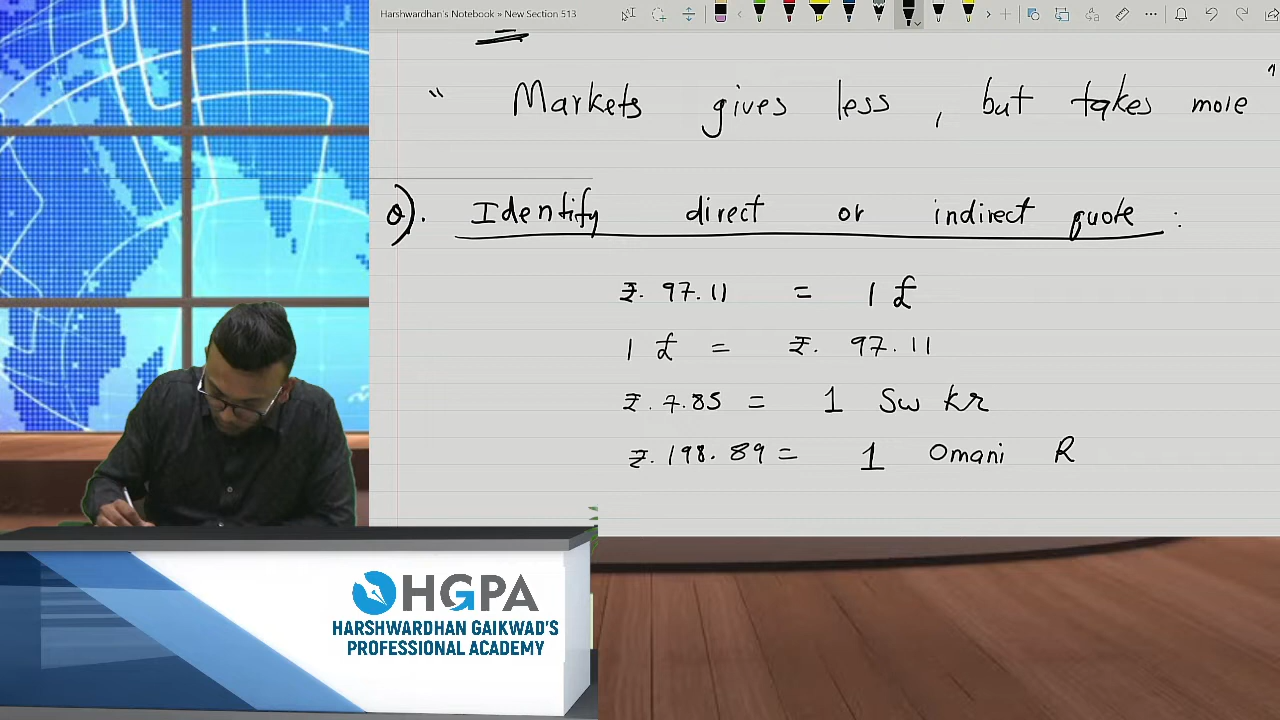 Harshwardhan's Notebook » New Section 513
" Markets gives less , but takes more "
Q). Identify direct or indirect quote :
₹. 97.11 = 1 £
1 £ = ₹. 97.11
₹. 7.85 = 1 Sw kr
₹. 198.89 = 1 Omani R
HGPA
HARSHWARDHAN GAIKWAD'S
PROFESSIONAL ACADEMY